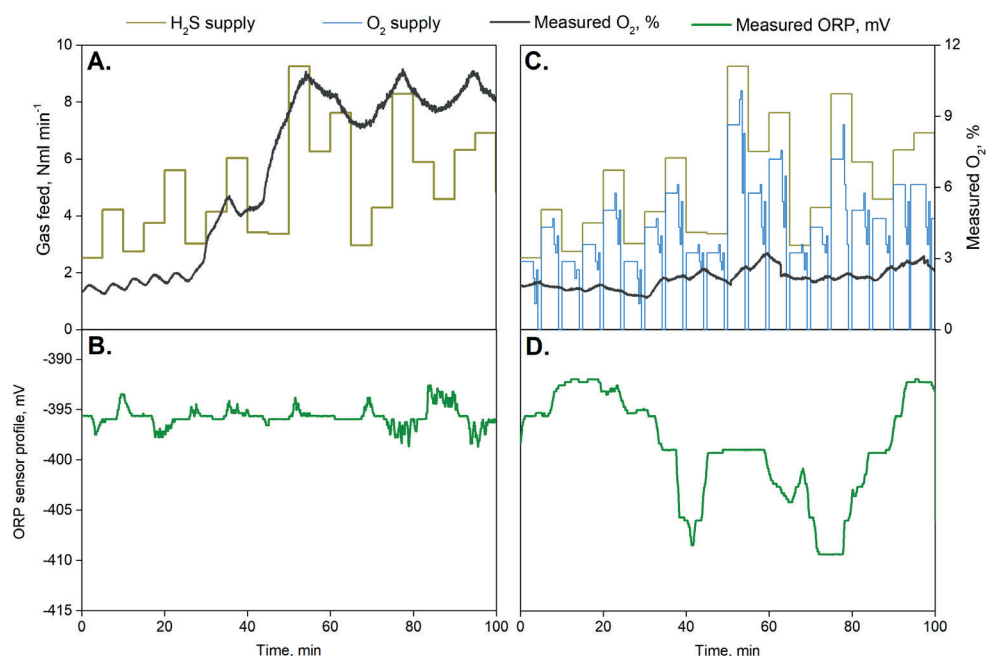 H₂S supply O₂ supply Measured O₂, % Measured ORP, mV
A.
C.
Gas feed, Nml min⁻¹
10
8
6
4
2
0
12
9
6
3
0
Measured O₂, %
B.
D.
ORP sensor profile, mV
-390
-395
-400
-405
-410
-415
0 20 40 60 80 100
0 20 40 60 80 100
Time, min
Time, min